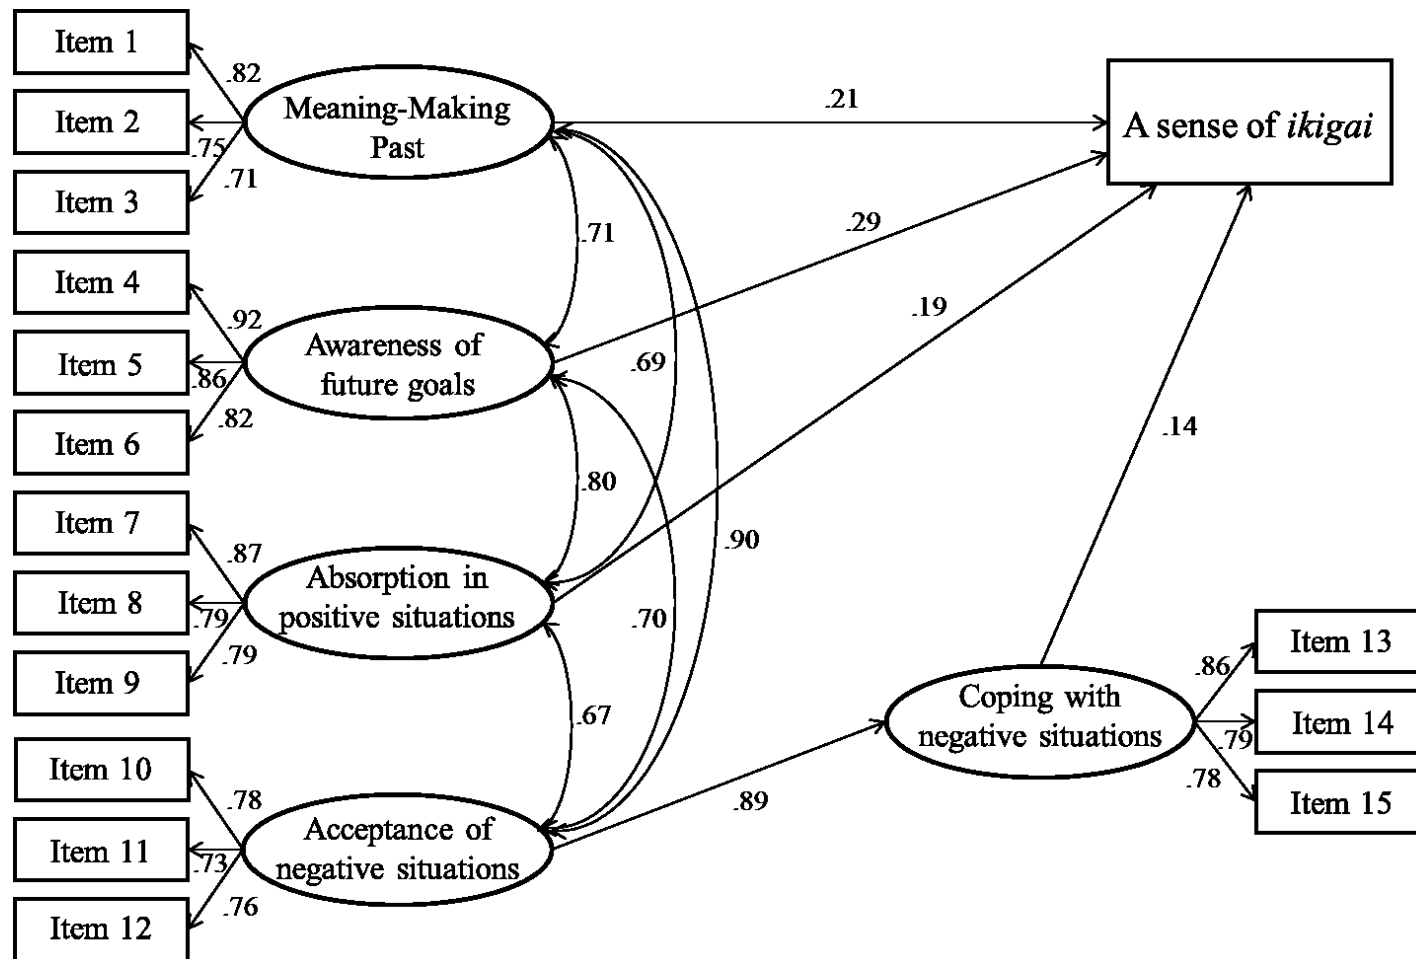 Item 1
.82
Item 2
.75
.71
Item 3
Meaning-Making
Past
.21
A sense of ikigai
.71
.29
Item 4
.92
Item 5
.86
.82
Item 6
Awareness of
future goals
.69
.19
.14
.80
.90
Item 7
.87
Item 8
.79
.79
Item 9
Absorption in
positive situations
.70
.67
Item 10
.78
Item 11
.73
.76
Item 12
Acceptance of
negative situations
.89
Coping with
negative situations
.86
Item 13
.79
Item 14
.78
Item 15